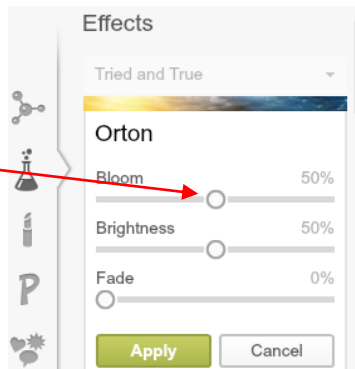 Effects
Tried and True
Orton
Bloom 50%
Brightness 50%
Fade 0%
Apply Cancel
P